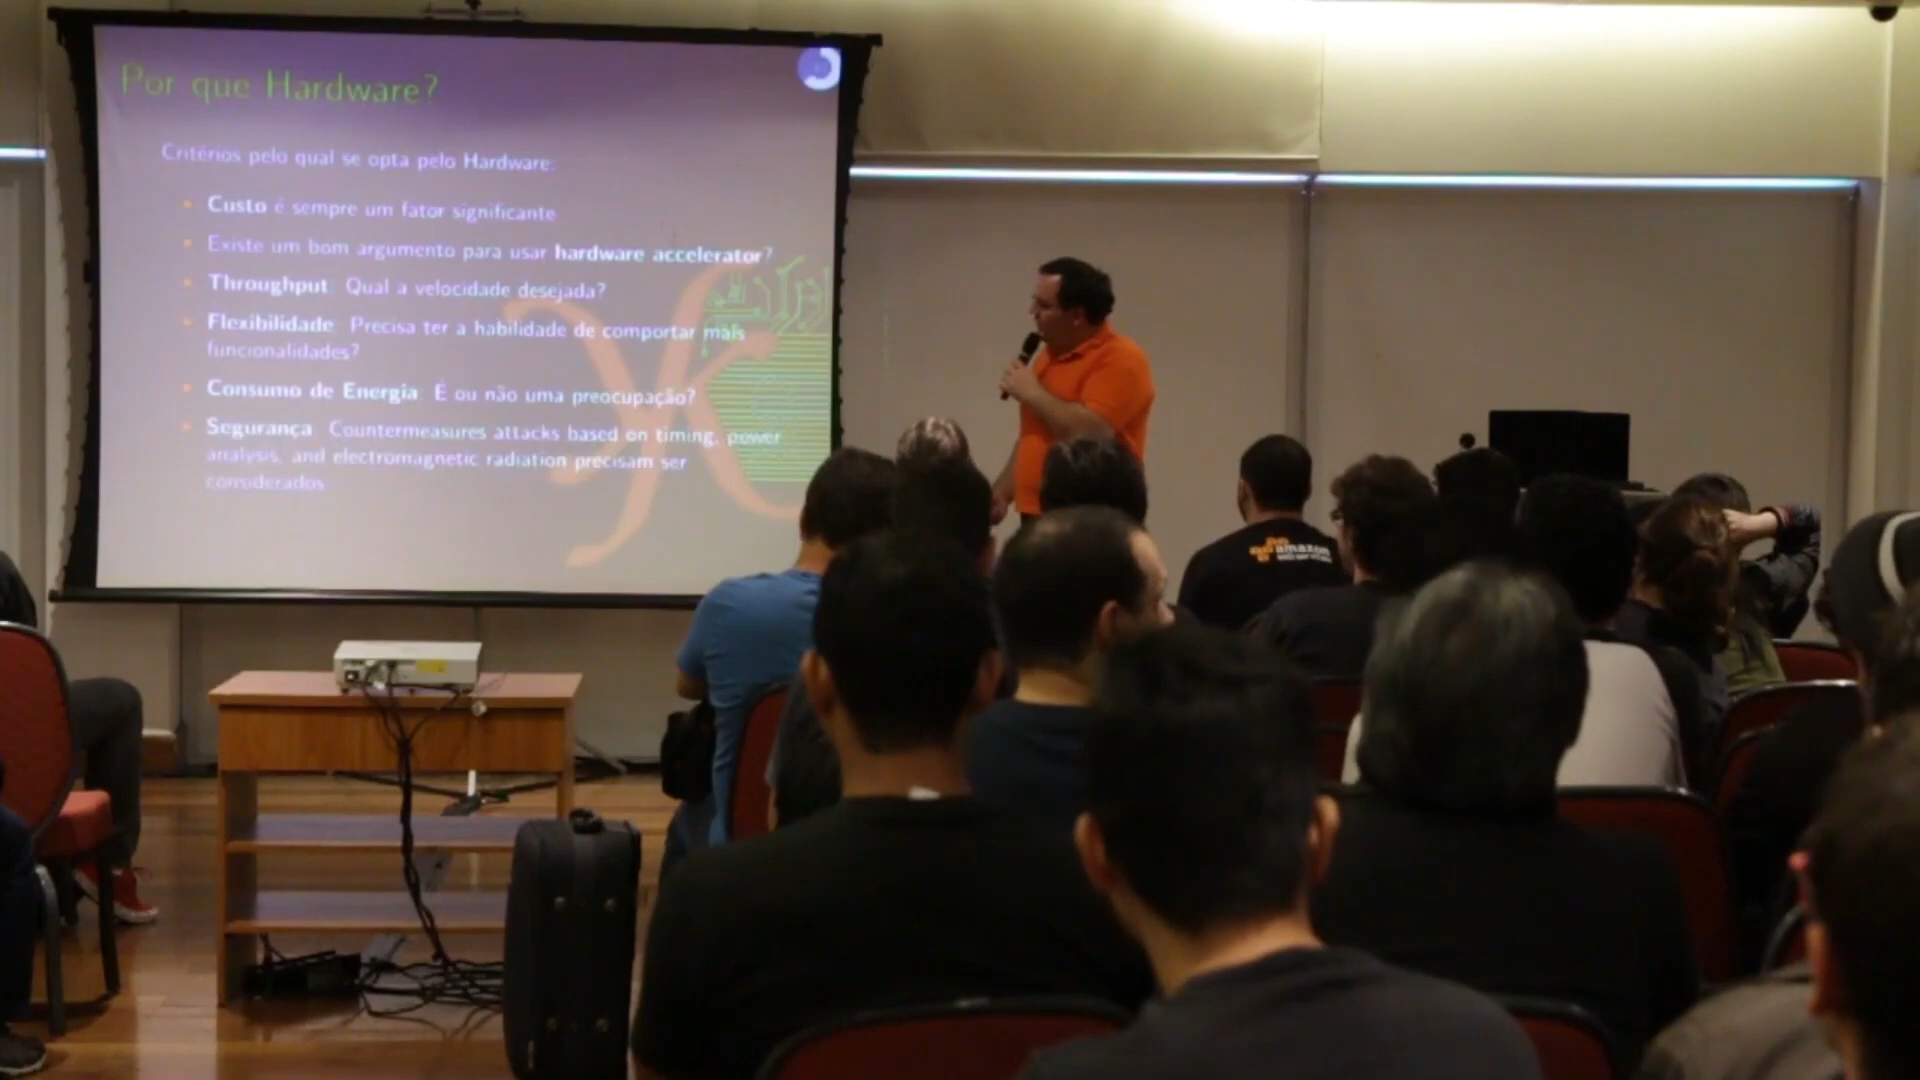 Por que Hardware?
Critérios pelo qual se opta pelo Hardware:
Custo é sempre um fator significante
Existe um bom argumento para usar hardware accelerator?
Throughput: Qual a velocidade desejada?
Flexibilidade: Precisa ter a habilidade de comportar mais
funcionalidades?
Consumo de Energia: É ou não uma preocupação?
Segurança: Countermeasures attacks based on timing, power
analysis, and electromagnetic radiation precisam ser
considerados
amazon